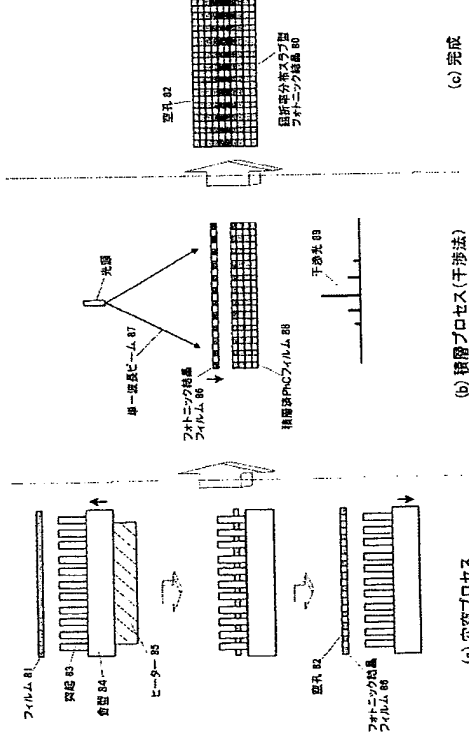 フィルム 81
突起 83
金型 84
ヒーター 85
空孔 82
フォトニック結晶
フィルム 86
(a) 穿穴プロセス
光源
単一波長ビーム 87
フォトニック結晶
フィルム 86
積層済PhCフィルム 88
干渉光 89
(b) 積層プロセス(干渉法)
空孔 82
屈折率分布スラブ型
フォトニック結晶 80
(c) 完成